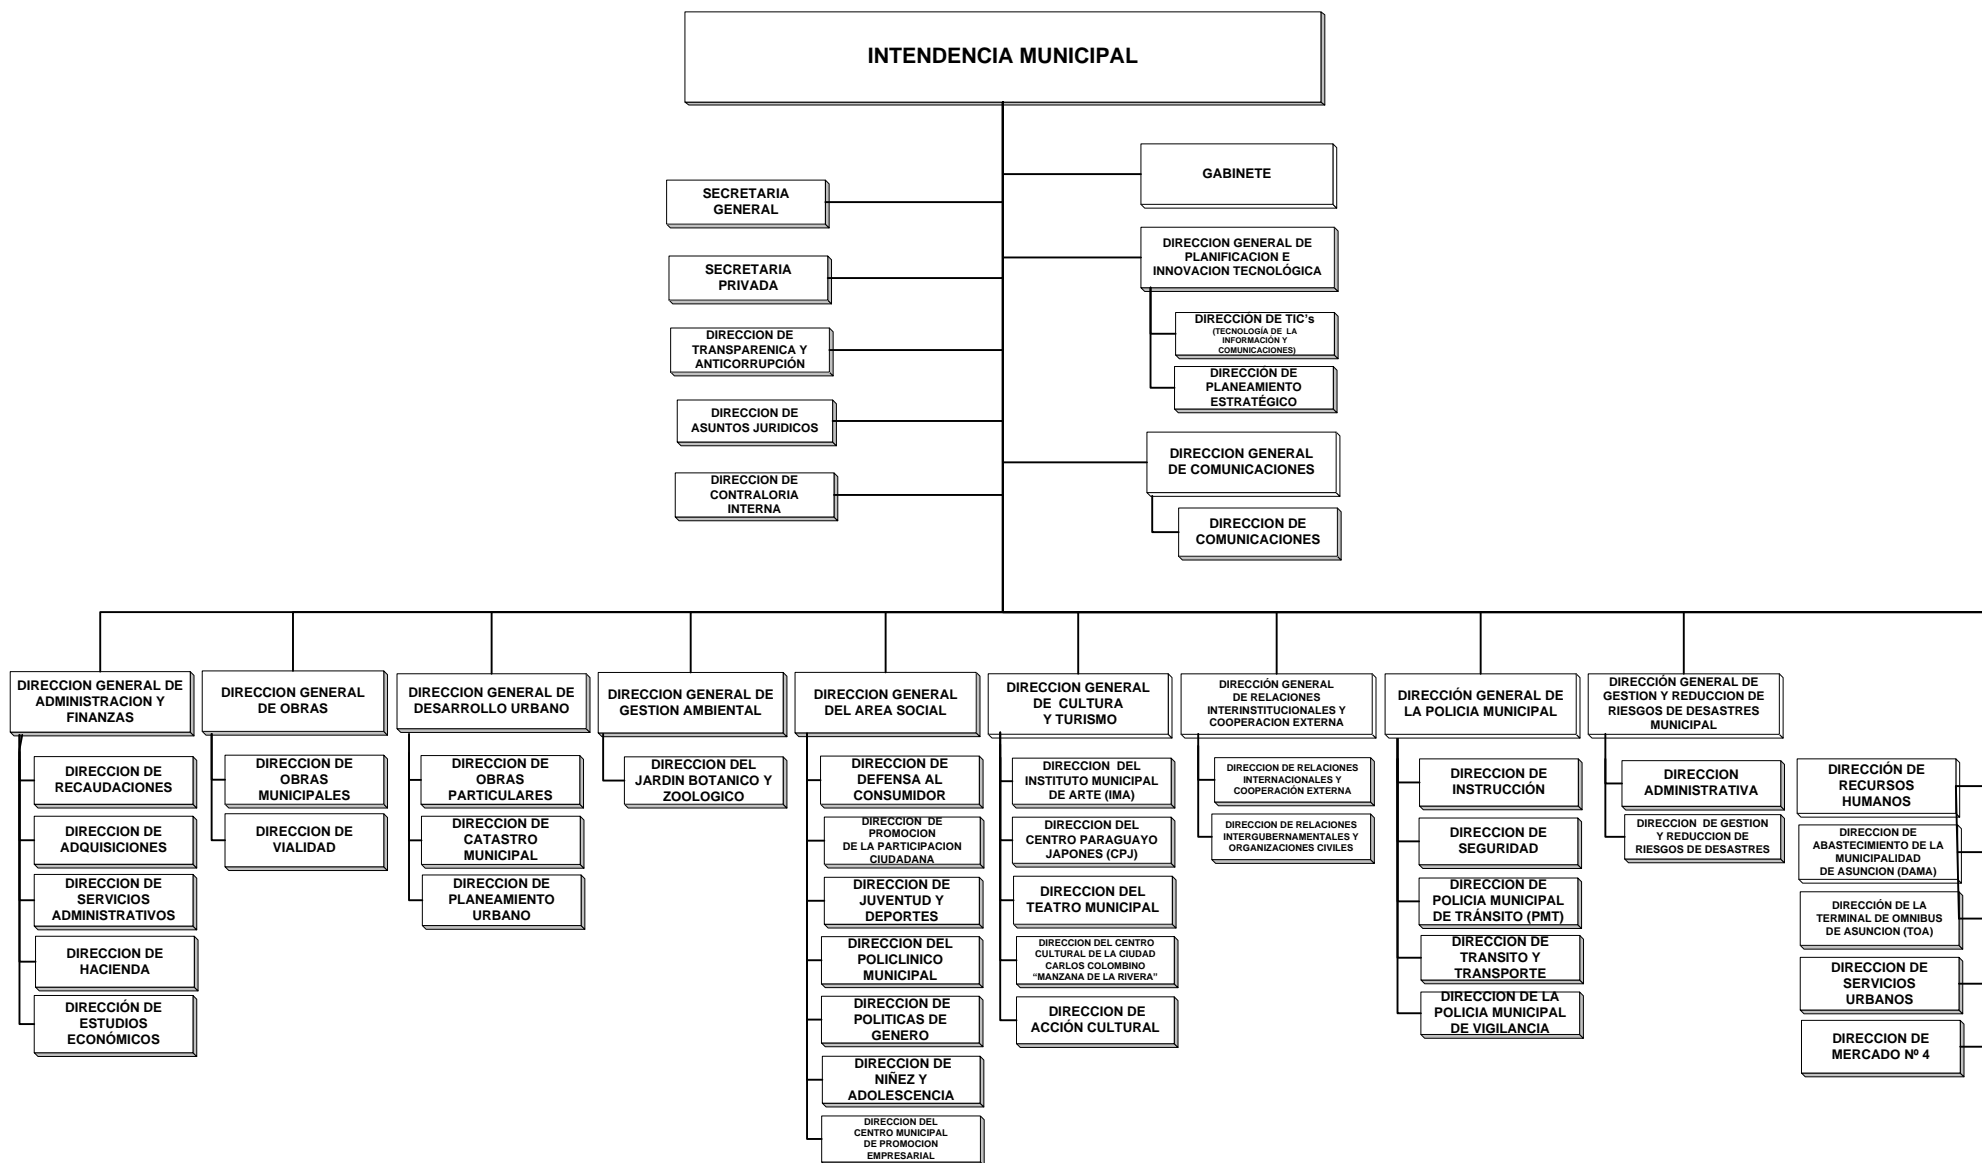 INTENDENCIA MUNICIPAL
GABINETE
SECRETARIA
GENERAL
DIRECCION GENERAL DE
PLANIFICACION E
INNOVACION TECNOLÓGICA
SECRETARIA
PRIVADA
DIRECCIÓN DE TIC's
(TECNOLOGÍA DE LA
INFORMACIÓN Y
COMUNICACIONES)
DIRECCION DE
TRANSPARENICA Y
ANTICORRUPCIÓN
DIRECCIÓN DE
PLANEAMIENTO
ESTRATÉGICO
DIRECCION DE
ASUNTOS JURIDICOS
DIRECCION GENERAL
DE COMUNICACIONES
DIRECCION DE
CONTRALORIA
INTERNA
DIRECCION DE
COMUNICACIONES
DIRECCION GENERAL DE
ADMINISTRACION Y
FINANZAS
DIRECCION DE
RECAUDACIONES
DIRECCION DE
ADQUISICIONES
DIRECCION DE
SERVICIOS
ADMINISTRATIVOS
DIRECCION DE
HACIENDA
DIRECCIÓN DE
ESTUDIOS
ECONÓMICOS
DIRECCION GENERAL
DE OBRAS
DIRECCION DE
OBRAS
MUNICIPALES
DIRECCION DE
VIALIDAD
DIRECCION GENERAL DE
DESARROLLO URBANO
DIRECCION DE
OBRAS
PARTICULARES
DIRECCION DE
CATASTRO
MUNICIPAL
DIRECCION DE
PLANEAMIENTO
URBANO
DIRECCION GENERAL DE
GESTION AMBIENTAL
DIRECCION DEL
JARDIN BOTANICO Y
ZOOLOGICO
DIRECCION GENERAL
DEL AREA SOCIAL
DIRECCION DE
DEFENSA AL
CONSUMIDOR
DIRECCION DE
PROMOCION
DE LA PARTICIPACION
CIUDADANA
DIRECCION DE
JUVENTUD Y
DEPORTES
DIRECCION DEL
POLICLINICO
MUNICIPAL
DIRECCION DE
POLITICAS DE
GENERO
DIRECCION DE
NIÑEZ Y
ADOLESCENCIA
DIRECCION DEL
CENTRO MUNICIPAL
DE PROMOCION
EMPRESARIAL
DIRECCION GENERAL
DE CULTURA
Y TURISMO
DIRECCION DEL
INSTITUTO MUNICIPAL
DE ARTE (IMA)
DIRECCION DEL
CENTRO PARAGUAYO
JAPONES (CPJ)
DIRECCION DEL
TEATRO MUNICIPAL
DIRECCION DEL CENTRO
CULTURAL DE LA CIUDAD
CARLOS COLOMBINO
“MANZANA DE LA RIVERA”
DIRECCION DE
ACCIÓN CULTURAL
DIRECCIÓN GENERAL
DE RELACIONES
INTERINSTITUCIONALES Y
COOPERACION EXTERNA
DIRECCION DE RELACIONES
INTERNACIONALES Y
COOPERACIÓN EXTERNA
DIRECCION DE RELACIONES
INTERGUBERNAMENTALES Y
ORGANIZACIONES CIVILES
DIRECCIÓN GENERAL DE
LA POLICIA MUNICIPAL
DIRECCION DE
INSTRUCCIÓN
DIRECCION DE
SEGURIDAD
DIRECCION DE
POLICIA MUNICIPAL
DE TRÁNSITO (PMT)
DIRECCION DE
TRANSITO Y
TRANSPORTE
DIRECCION DE LA
POLICIA MUNICIPAL
DE VIGILANCIA
DIRECCIÓN GENERAL DE
GESTION Y REDUCCION DE
RIESGOS DE DESASTRES
MUNICIPAL
DIRECCION
ADMINISTRATIVA
DIRECCION DE GESTION
Y REDUCCION DE
RIESGOS DE DESASTRES
DIRECCIÓN DE
RECURSOS
HUMANOS
DIRECCION DE
ABASTECIMIENTO DE LA
MUNICIPALIDAD
DE ASUNCION (DAMA)
DIRECCIÓN DE LA
TERMINAL DE OMNIBUS
DE ASUNCION (TOA)
DIRECCION DE
SERVICIOS
URBANOS
DIRECCION DE
MERCADO Nº 4